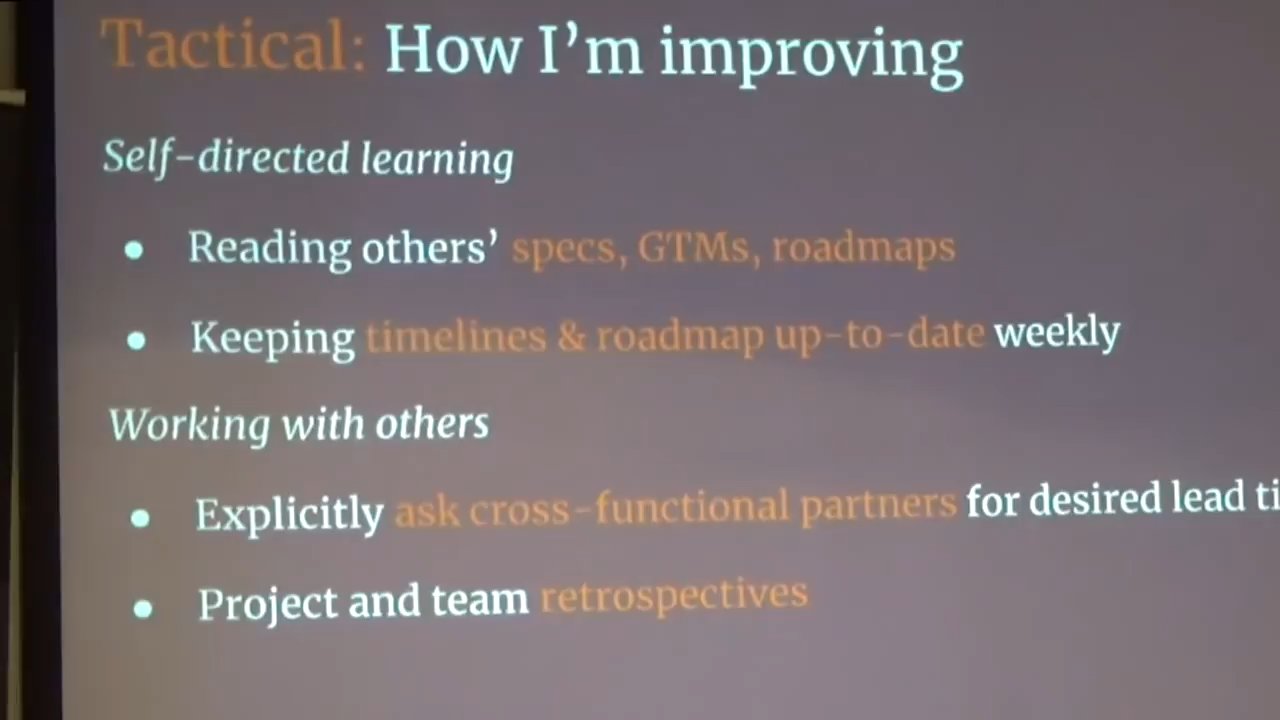 Tactical: How I’m improving
Self-directed learning
● Reading others’ specs, GTMs, roadmaps
● Keeping timelines & roadmap up-to-date weekly
Working with others
● Explicitly ask cross-functional partners for desired lead
● Project and team retrospectives